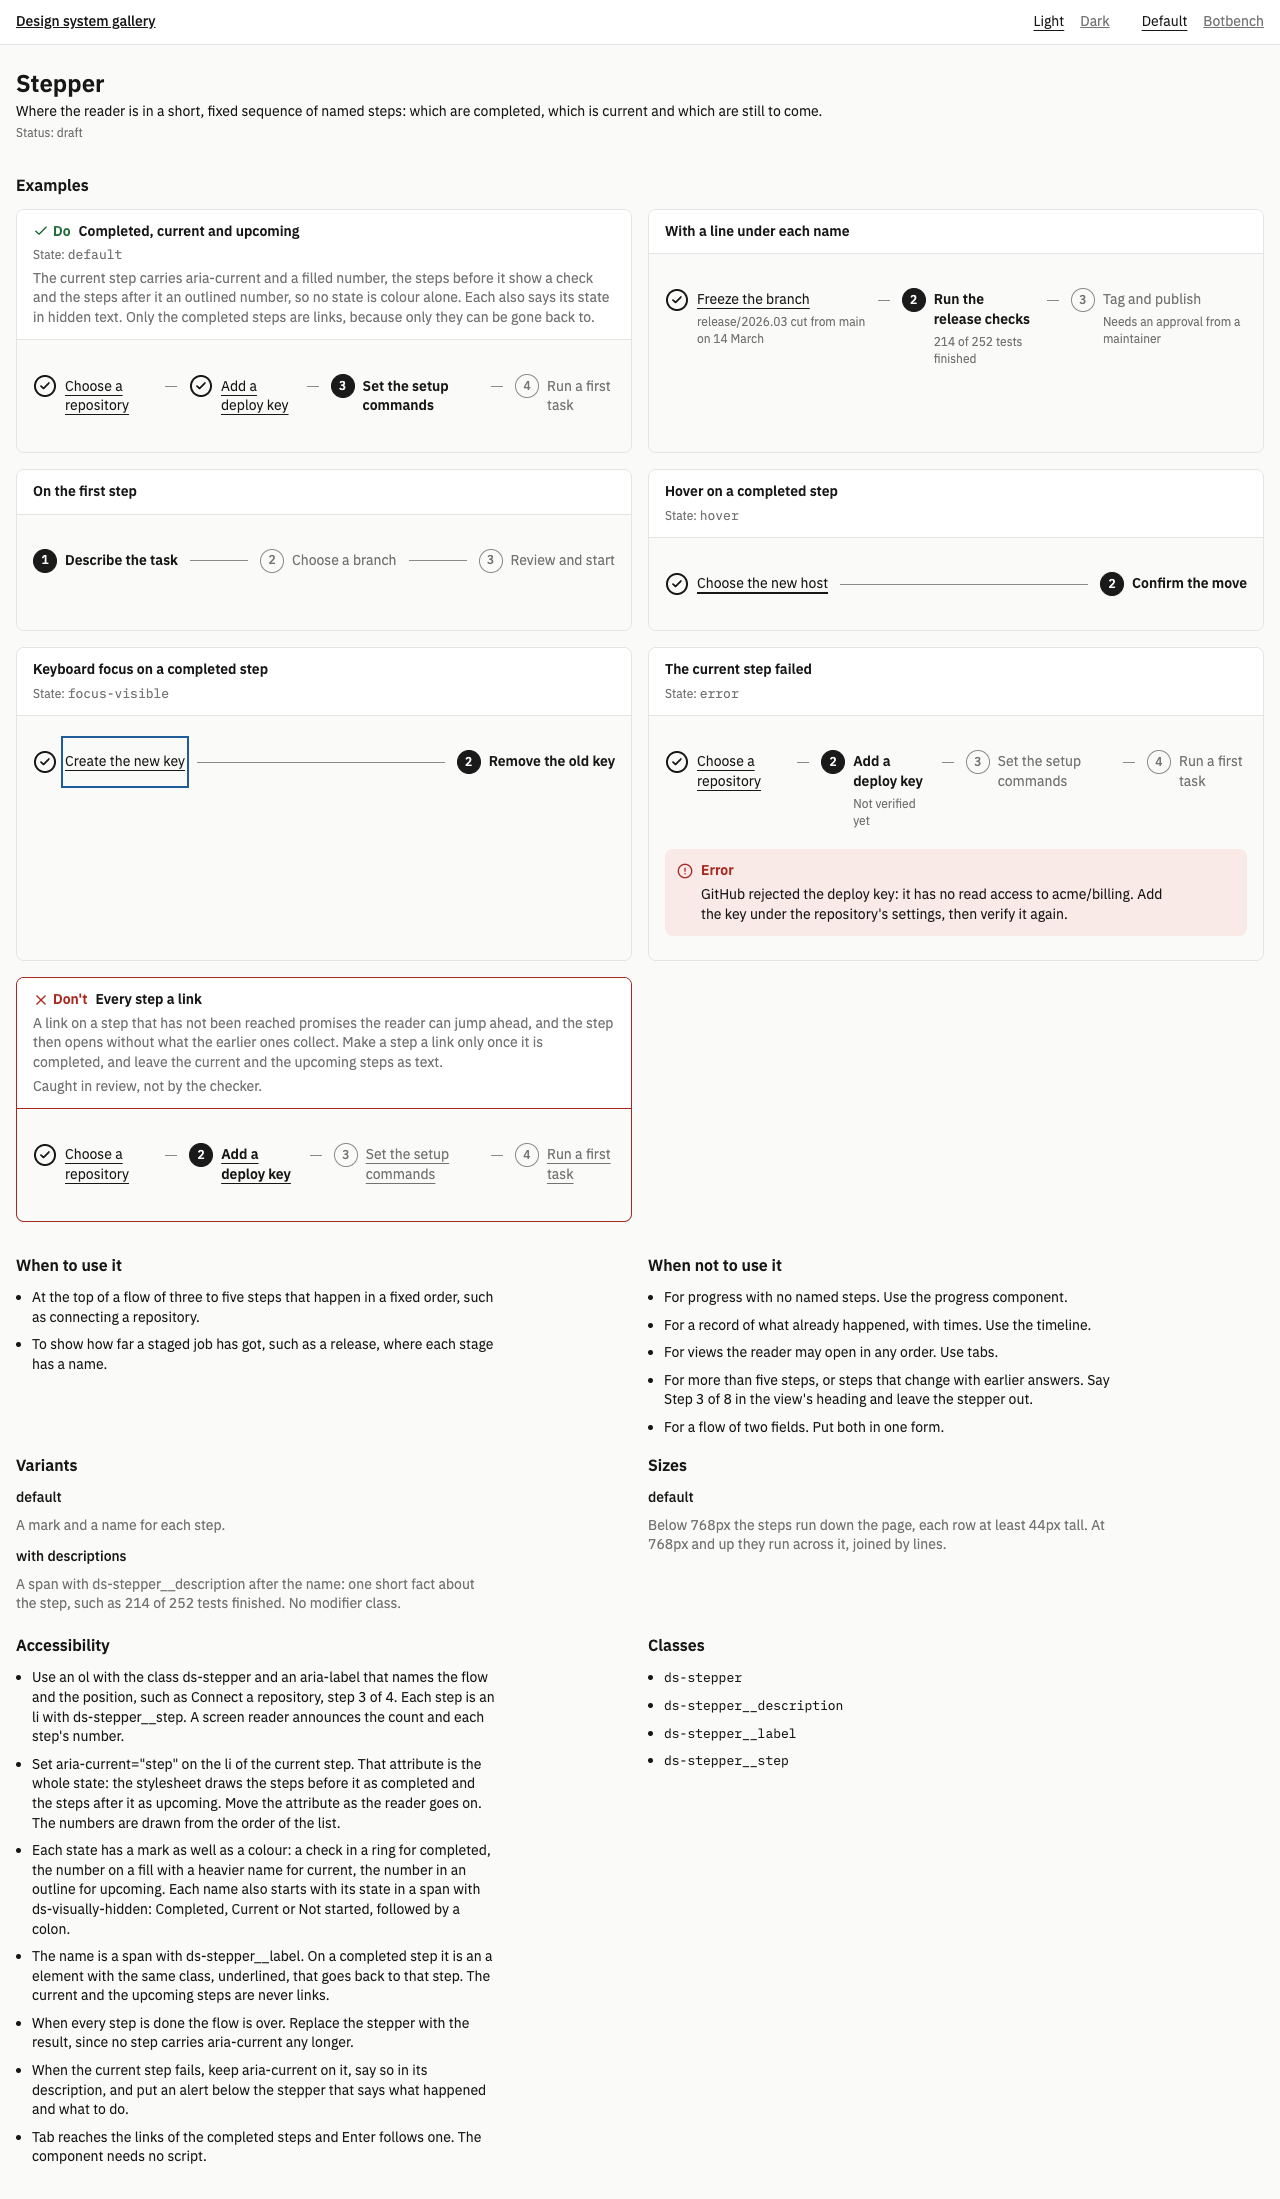 Design system gallery
Light Dark Default Botbench
Stepper
Where the reader is in a short, fixed sequence of named steps: which are completed, which is current and which are still to come.
Status: draft
Examples
Do Completed, current and upcoming
State: default
The current step carries aria-current and a filled number, the steps before it show a check
and the steps after it an outlined number, so no state is colour alone. Each also says its state
in hidden text. Only the completed steps are links, because only they can be gone back to.
Choose a
repository
Add a
deploy key
3 Set the setup
commands
4 Run a first
task
With a line under each name
Freeze the branch
release/2026.03 cut from main
on 14 March
2 Run the
release checks
214 of 252 tests
finished
3 Tag and publish
Needs an approval from a
maintainer
On the first step
1 Describe the task
2 Choose a branch
3 Review and start
Hover on a completed step
State: hover
Choose the new host
2 Confirm the move
Keyboard focus on a completed step
State: focus-visible
Create the new key
2 Remove the old key
The current step failed
State: error
Choose a
repository
2 Add a
deploy key
Not verified
yet
3 Set the setup
commands
4 Run a first
task
Error
GitHub rejected the deploy key: it has no read access to acme/billing. Add
the key under the repository's settings, then verify it again.
Don't Every step a link
A link on a step that has not been reached promises the reader can jump ahead, and the step
then opens without what the earlier ones collect. Make a step a link only once it is
completed, and leave the current and the upcoming steps as text.
Caught in review, not by the checker.
Choose a
repository
2 Add a
deploy key
3 Set the setup
commands
4 Run a first
task
When to use it
At the top of a flow of three to five steps that happen in a fixed order, such
as connecting a repository.
To show how far a staged job has got, such as a release, where each stage
has a name.
When not to use it
For progress with no named steps. Use the progress component.
For a record of what already happened, with times. Use the timeline.
For views the reader may open in any order. Use tabs.
For more than five steps, or steps that change with earlier answers. Say
Step 3 of 8 in the view's heading and leave the stepper out.
For a flow of two fields. Put both in one form.
Variants
default
A mark and a name for each step.
with descriptions
A span with ds-stepper__description after the name: one short fact about
the step, such as 214 of 252 tests finished. No modifier class.
Sizes
default
Below 768px the steps run down the page, each row at least 44px tall. At
768px and up they run across it, joined by lines.
Accessibility
Use an ol with the class ds-stepper and an aria-label that names the flow
and the position, such as Connect a repository, step 3 of 4. Each step is an
li with ds-stepper__step. A screen reader announces the count and each
step's number.
Set aria-current="step" on the li of the current step. That attribute is the
whole state: the stylesheet draws the steps before it as completed and
the steps after it as upcoming. Move the attribute as the reader goes on.
The numbers are drawn from the order of the list.
Each state has a mark as well as a colour: a check in a ring for completed,
the number on a fill with a heavier name for current, the number in an
outline for upcoming. Each name also starts with its state in a span with
ds-visually-hidden: Completed, Current or Not started, followed by a
colon.
The name is a span with ds-stepper__label. On a completed step it is an a
element with the same class, underlined, that goes back to that step. The
current and the upcoming steps are never links.
When every step is done the flow is over. Replace the stepper with the
result, since no step carries aria-current any longer.
When the current step fails, keep aria-current on it, say so in its
description, and put an alert below the stepper that says what happened
and what to do.
Tab reaches the links of the completed steps and Enter follows one. The
component needs no script.
Classes
ds-stepper
ds-stepper__description
ds-stepper__label
ds-stepper__step